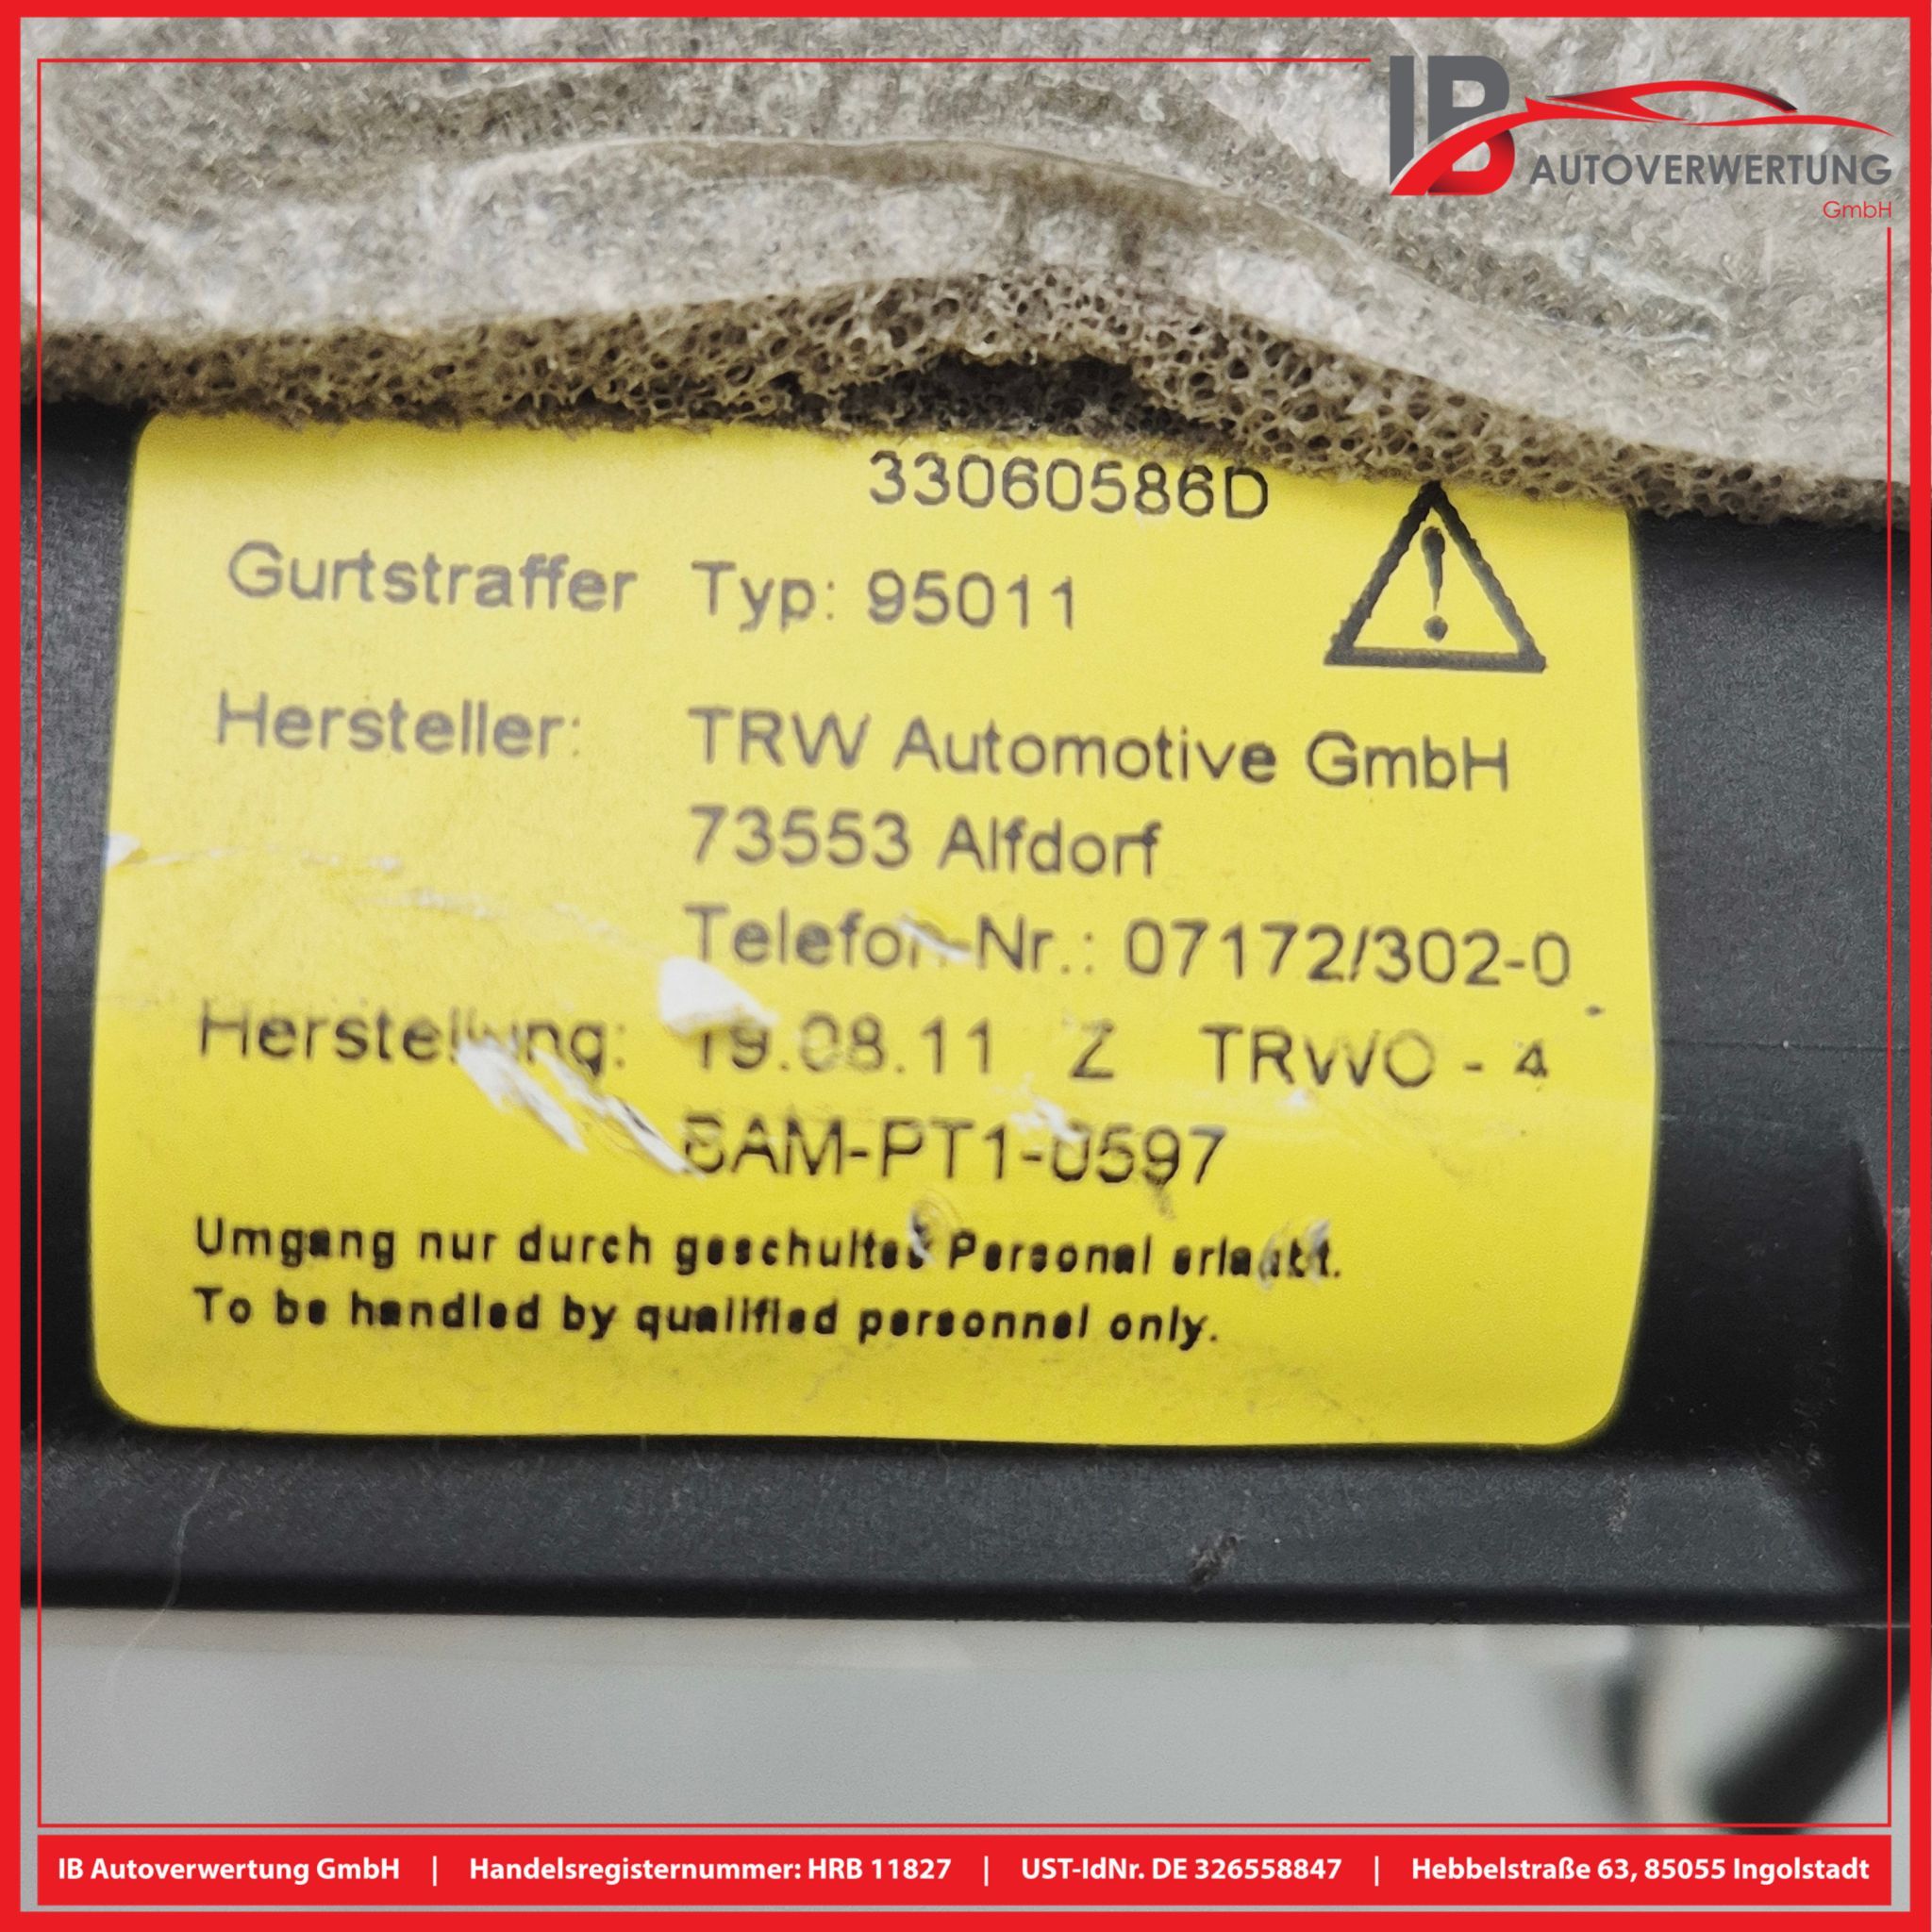 IB
AUTOVERWERTUNG
GmbH
33060586D
Gurtstraffer Typ: 95011
Hersteller: TRW Automotive GmbH
73553 Alfdorf
Telefon-Nr.: 07172/302-0
Herstellung: 19.08.11 Z TRWO - 4
BAM-PT1-0597
Umgang nur durch geschultes Personal erlaubt.
To be handled by qualified personnel only.
IB Autoverwertung GmbH | Handelsregisternummer: HRB 11827 | UST-IdNr. DE 326558847 | Hebbelstraße 63, 85055 Ingolstadt